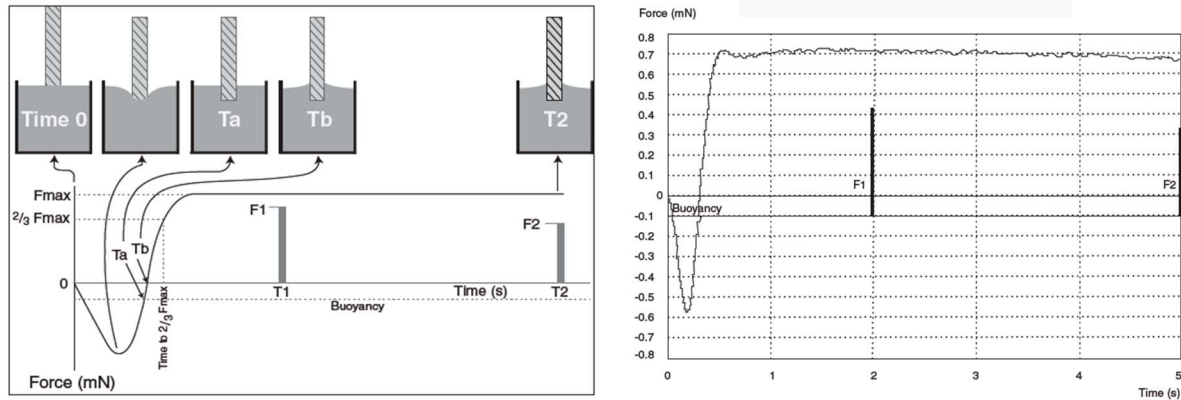 Time 0
Ta
Tb
T2
Fmax
2/3 Fmax
F1
F2
Ta
Tb
0
T1
Time (s)
T2
Buoyancy
Time to 2/3 Fmax
Force (mN)
Force (mN)
0.8
0.7
0.6
0.5
0.4
0.3
0.2
0.1
0
-0.1
-0.2
-0.3
-0.4
-0.5
-0.6
-0.7
-0.8
F1
F2
Buoyancy
0
1
2
3
4
5
Time (s)